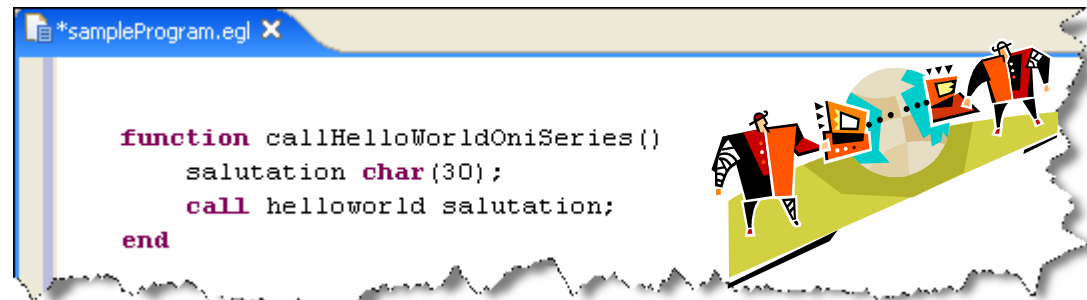 *sampleProgram.egl
function callHelloWorldOniSeries()
salutation char(30);
call helloworld salutation;
end